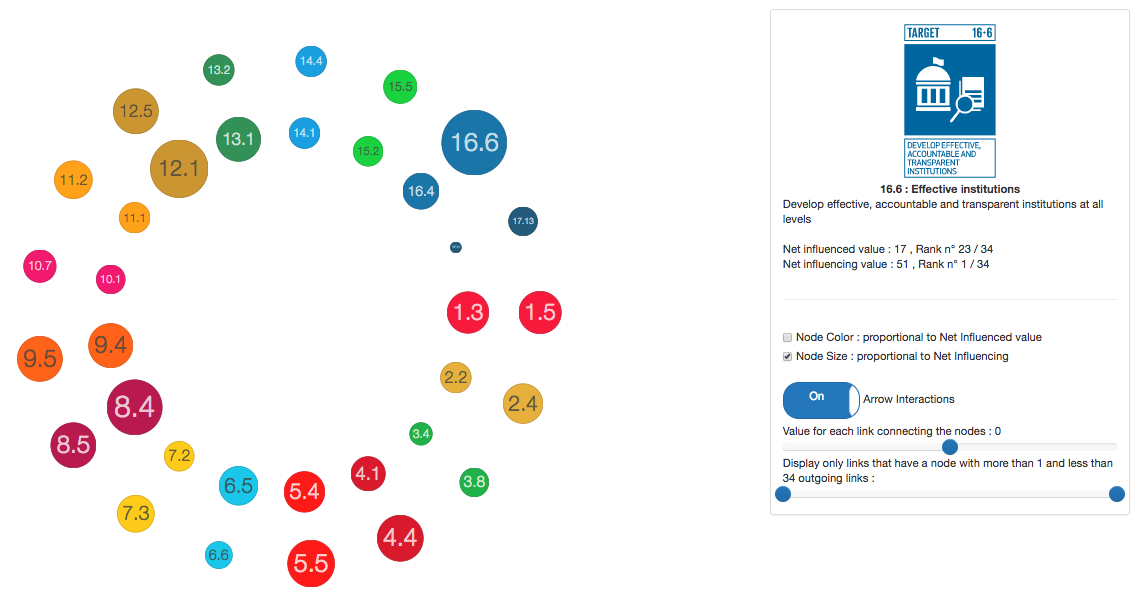 13.2
14.4
15.5
12.5
13.1
14.1
16.6
15.2
12.1
11.2
16.4
11.1
17.13
10.7
10.1
1.3
1.5
9.4
9.5
2.2
2.4
8.4
3.4
8.5
7.2
4.1
3.8
6.5
5.4
7.3
4.4
6.6
5.5
TARGET 16·6
DEVELOP EFFECTIVE,
ACCOUNTABLE AND
TRANSPARENT
INSTITUTIONS
16.6 : Effective institutions
Develop effective, accountable and transparent institutions at all
levels
Net influenced value : 17 , Rank n° 23 / 34
Net influencing value : 51 , Rank n° 1 / 34
Node Color : proportional to Net Influenced value
Node Size : proportional to Net Influencing
On Arrow Interactions
Value for each link connecting the nodes : 0
Display only links that have a node with more than 1 and less than
34 outgoing links :